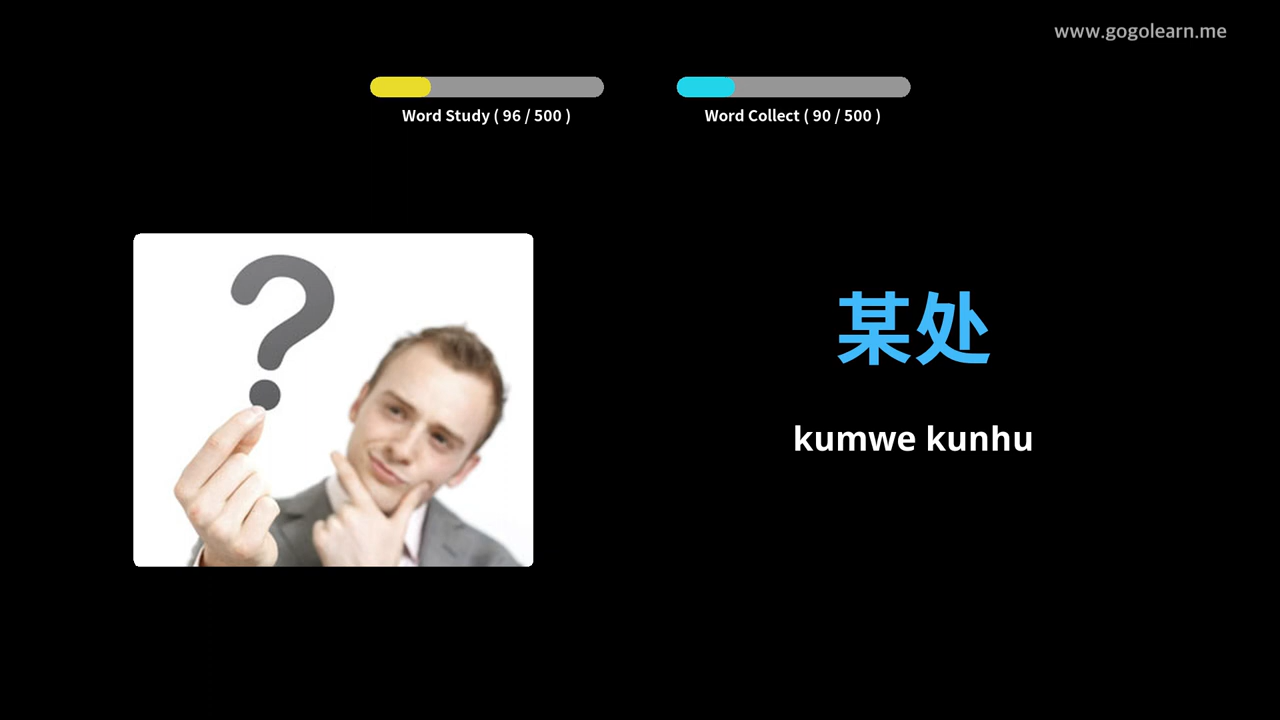 www.gogolearn.me
Word Study ( 96 / 500 )
Word Collect ( 90 / 500 )
某处
kumwe kunhu